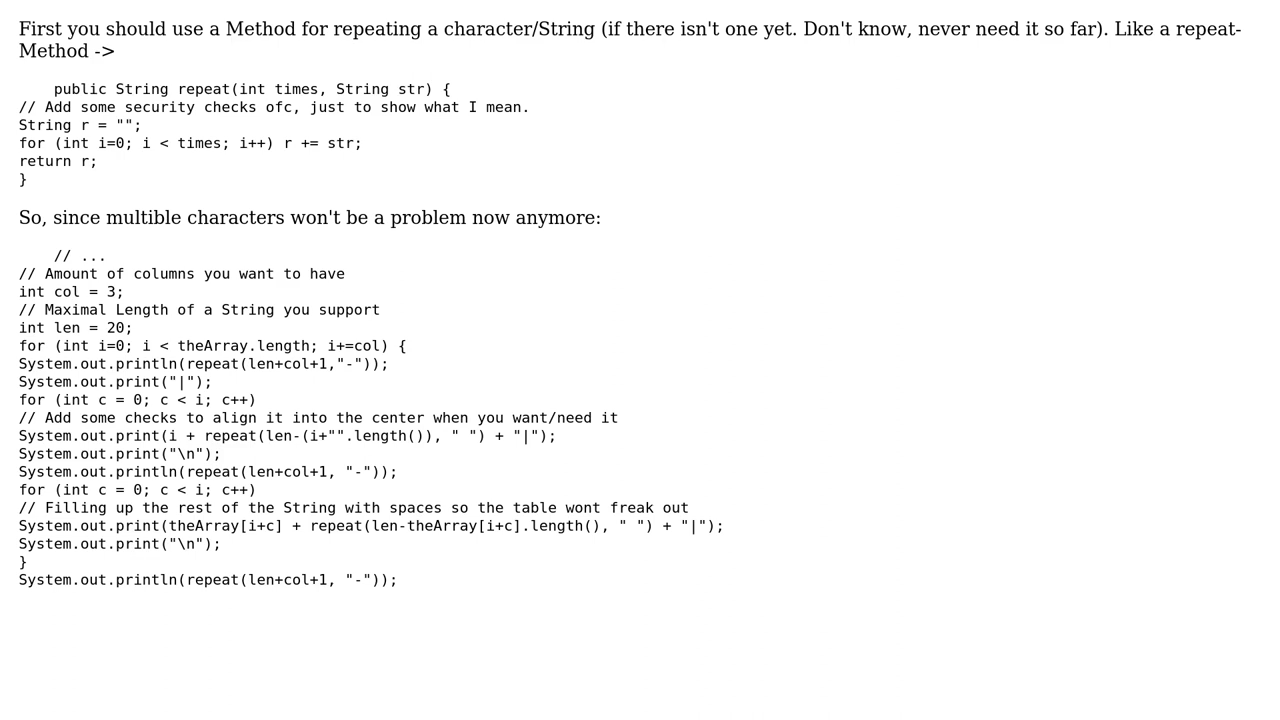 First you should use a Method for repeating a character/String (if there isn't one yet. Don't know, never need it so far). Like a repeat-
Method ->
    public String repeat(int times, String str) {
// Add some security checks ofc, just to show what I mean.
String r = "";
for (int i=0; i < times; i++) r += str;
return r;
}
So, since multible characters won't be a problem now anymore:
    // ...
// Amount of columns you want to have
int col = 3;
// Maximal Length of a String you support
int len = 20;
for (int i=0; i < theArray.length; i+=col) {
System.out.println(repeat(len+col+1,"-"));
System.out.print("|");
for (int c = 0; c < i; c++)
// Add some checks to align it into the center when you want/need it
System.out.print(i + repeat(len-(i+"".length()), " ") + "|");
System.out.print("\n");
System.out.println(repeat(len+col+1, "-"));
for (int c = 0; c < i; c++)
// Filling up the rest of the String with spaces so the table wont freak out
System.out.print(theArray[i+c] + repeat(len-theArray[i+c].length(), " ") + "|");
System.out.print("\n");
}
System.out.println(repeat(len+col+1, "-"));